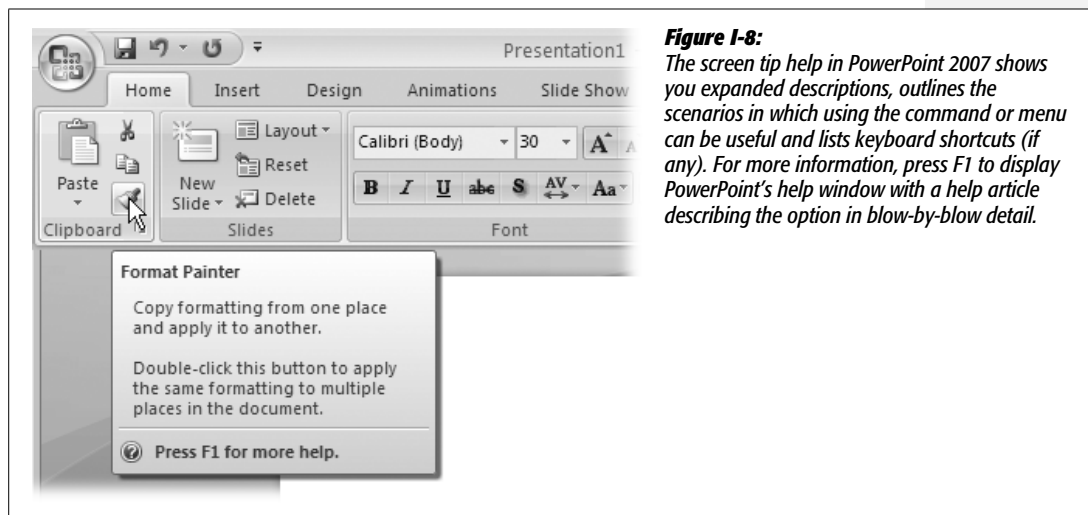 Presentation1
Home Insert Design Animations Slide Show
Paste
New Slide
Layout
Reset
Delete
Calibri (Body) 30 A
B I U abc S AV Aa
Clipboard Slides Font
Format Painter
Copy formatting from one place
and apply it to another.
Double-click this button to apply
the same formatting to multiple
places in the document.
Press F1 for more help.
Figure I-8:
The screen tip help in PowerPoint 2007 shows
you expanded descriptions, outlines the
scenarios in which using the command or menu
can be useful and lists keyboard shortcuts (if
any). For more information, press F1 to display
PowerPoint’s help window with a help article
describing the option in blow-by-blow detail.